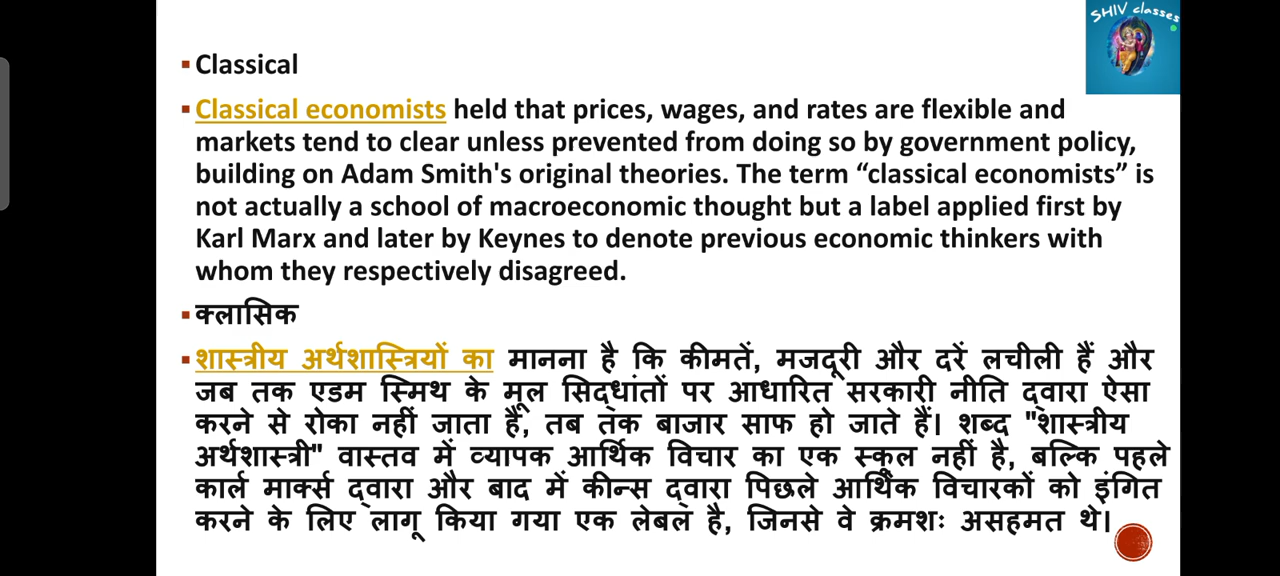 SHIV classes
Classical
Classical economists held that prices, wages, and rates are flexible and
markets tend to clear unless prevented from doing so by government policy,
building on Adam Smith's original theories. The term “classical economists” is
not actually a school of macroeconomic thought but a label applied first by
Karl Marx and later by Keynes to denote previous economic thinkers with
whom they respectively disagreed.
क्लासिक
शास्त्रीय अर्थशास्त्रियों का मानना है कि कीमतें, मजदूरी और दरें लचीली हैं और
जब तक एडम स्मिथ के मूल सिद्धांतों पर आधारित सरकारी नीति द्वारा ऐसा
करने से रोका नहीं जाता है, तब तक बाजार साफ हो जाते हैं। शब्द "शास्त्रीय
अर्थशास्त्री" वास्तव में व्यापक आर्थिक विचार का एक स्कूल नहीं है, बल्कि पहले
कार्ल मार्क्स द्वारा और बाद में कीन्स द्वारा पिछले आर्थिक विचारकों को इंगित
करने के लिए लागू किया गया एक लेबल है, जिनसे वे क्रमशः असहमत थे।